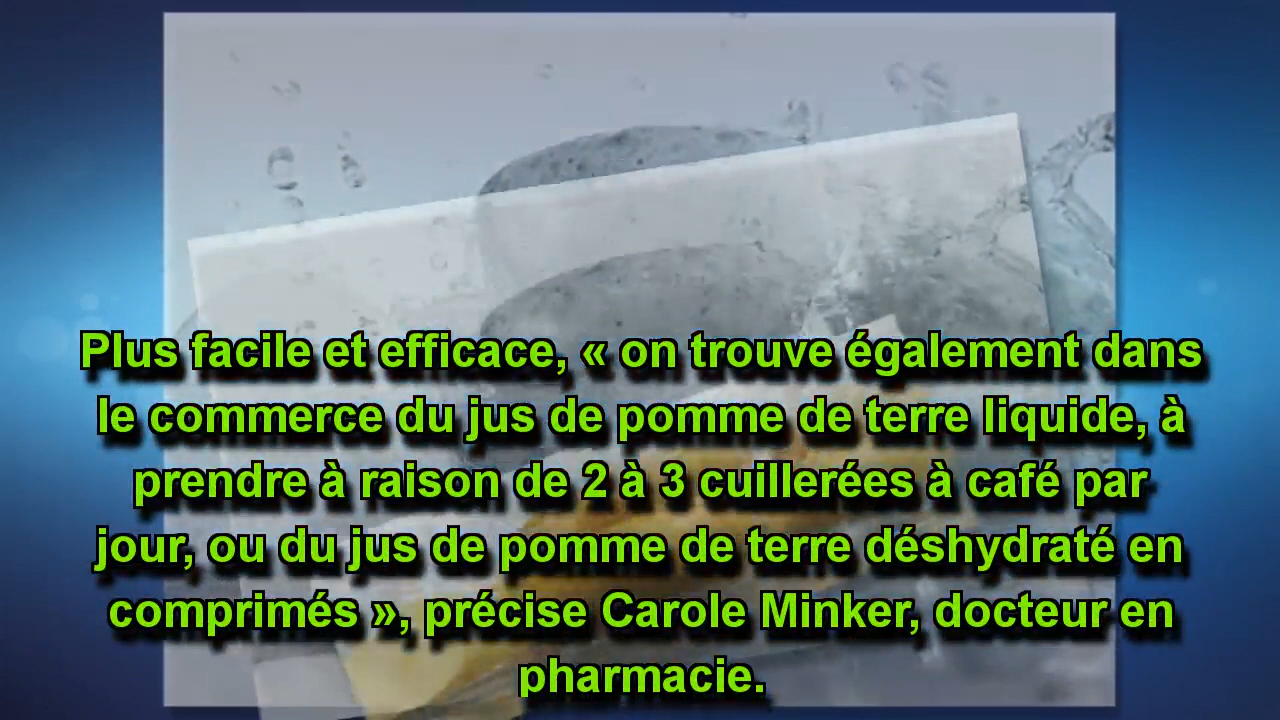 Plus facile et efficace, « on trouve également dans
le commerce du jus de pomme de terre liquide, à
prendre à raison de 2 à 3 cuillerées à café par
jour, ou du jus de pomme de terre déshydraté en
comprimés », précise Carole Minker, docteur en
pharmacie.